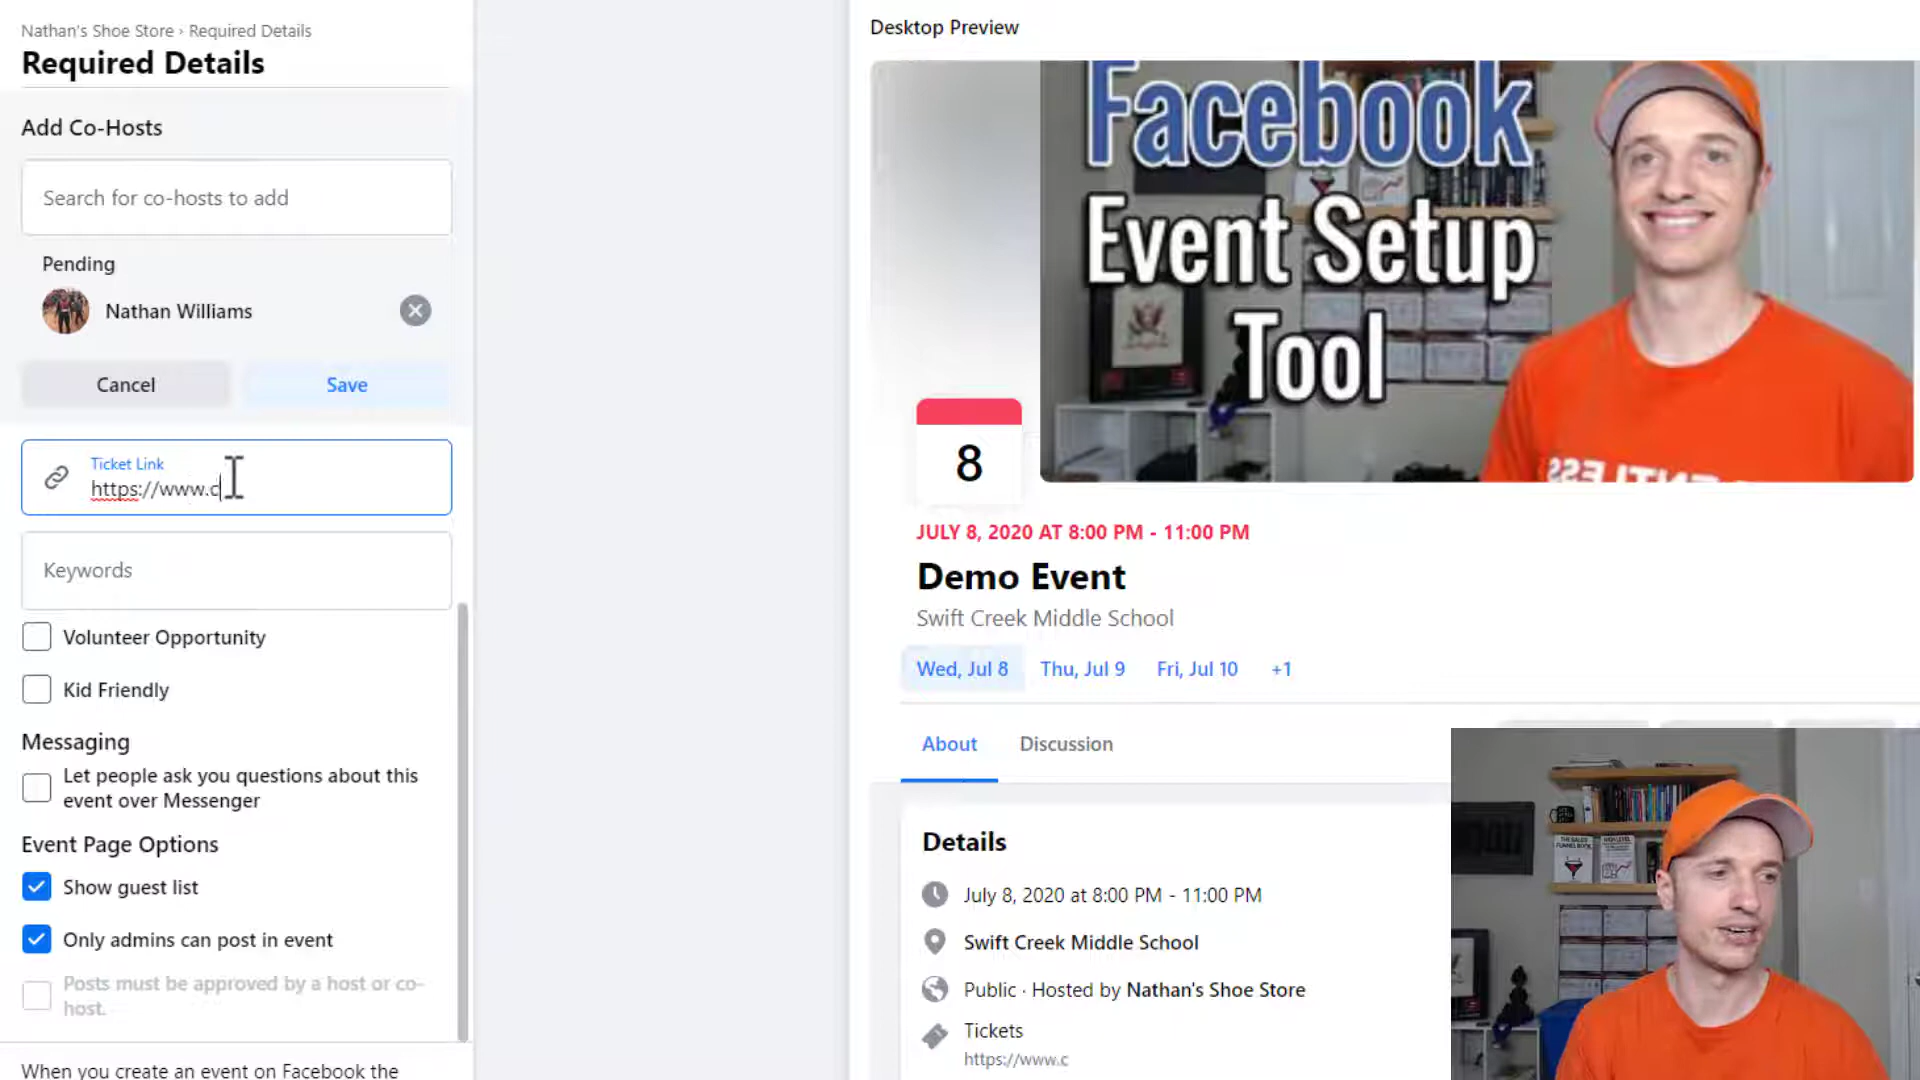 Nathan's Shoe Store › Required Details
Required Details
Add Co-Hosts
Search for co-hosts to add
Pending
Nathan Williams
Cancel
Save
Ticket Link
https://www.c
Keywords
Volunteer Opportunity
Kid Friendly
Messaging
Let people ask you questions about this
event over Messenger
Event Page Options
Show guest list
Only admins can post in event
Posts must be approved by a host or co-
host.
When you create an event on Facebook the
Desktop Preview
Facebook
Event Setup
Tool
8
JULY 8, 2020 AT 8:00 PM - 11:00 PM
Demo Event
Swift Creek Middle School
Wed, Jul 8
Thu, Jul 9
Fri, Jul 10
+1
About
Discussion
Details
July 8, 2020 at 8:00 PM - 11:00 PM
Swift Creek Middle School
Public · Hosted by Nathan's Shoe Store
Tickets
https://www.c